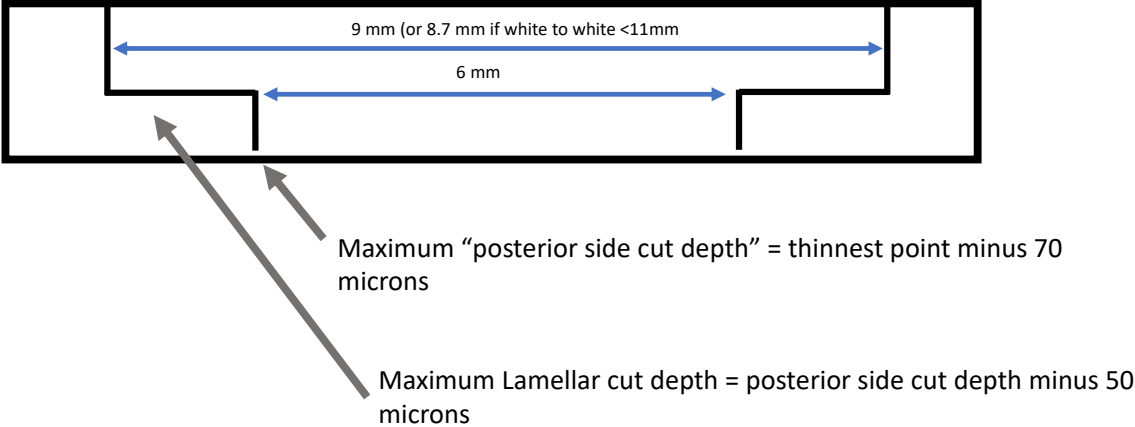 9 mm (or 8.7 mm if white to white <11mm
6 mm
Maximum “posterior side cut depth” = thinnest point minus 70
microns
Maximum Lamellar cut depth = posterior side cut depth minus 50
microns